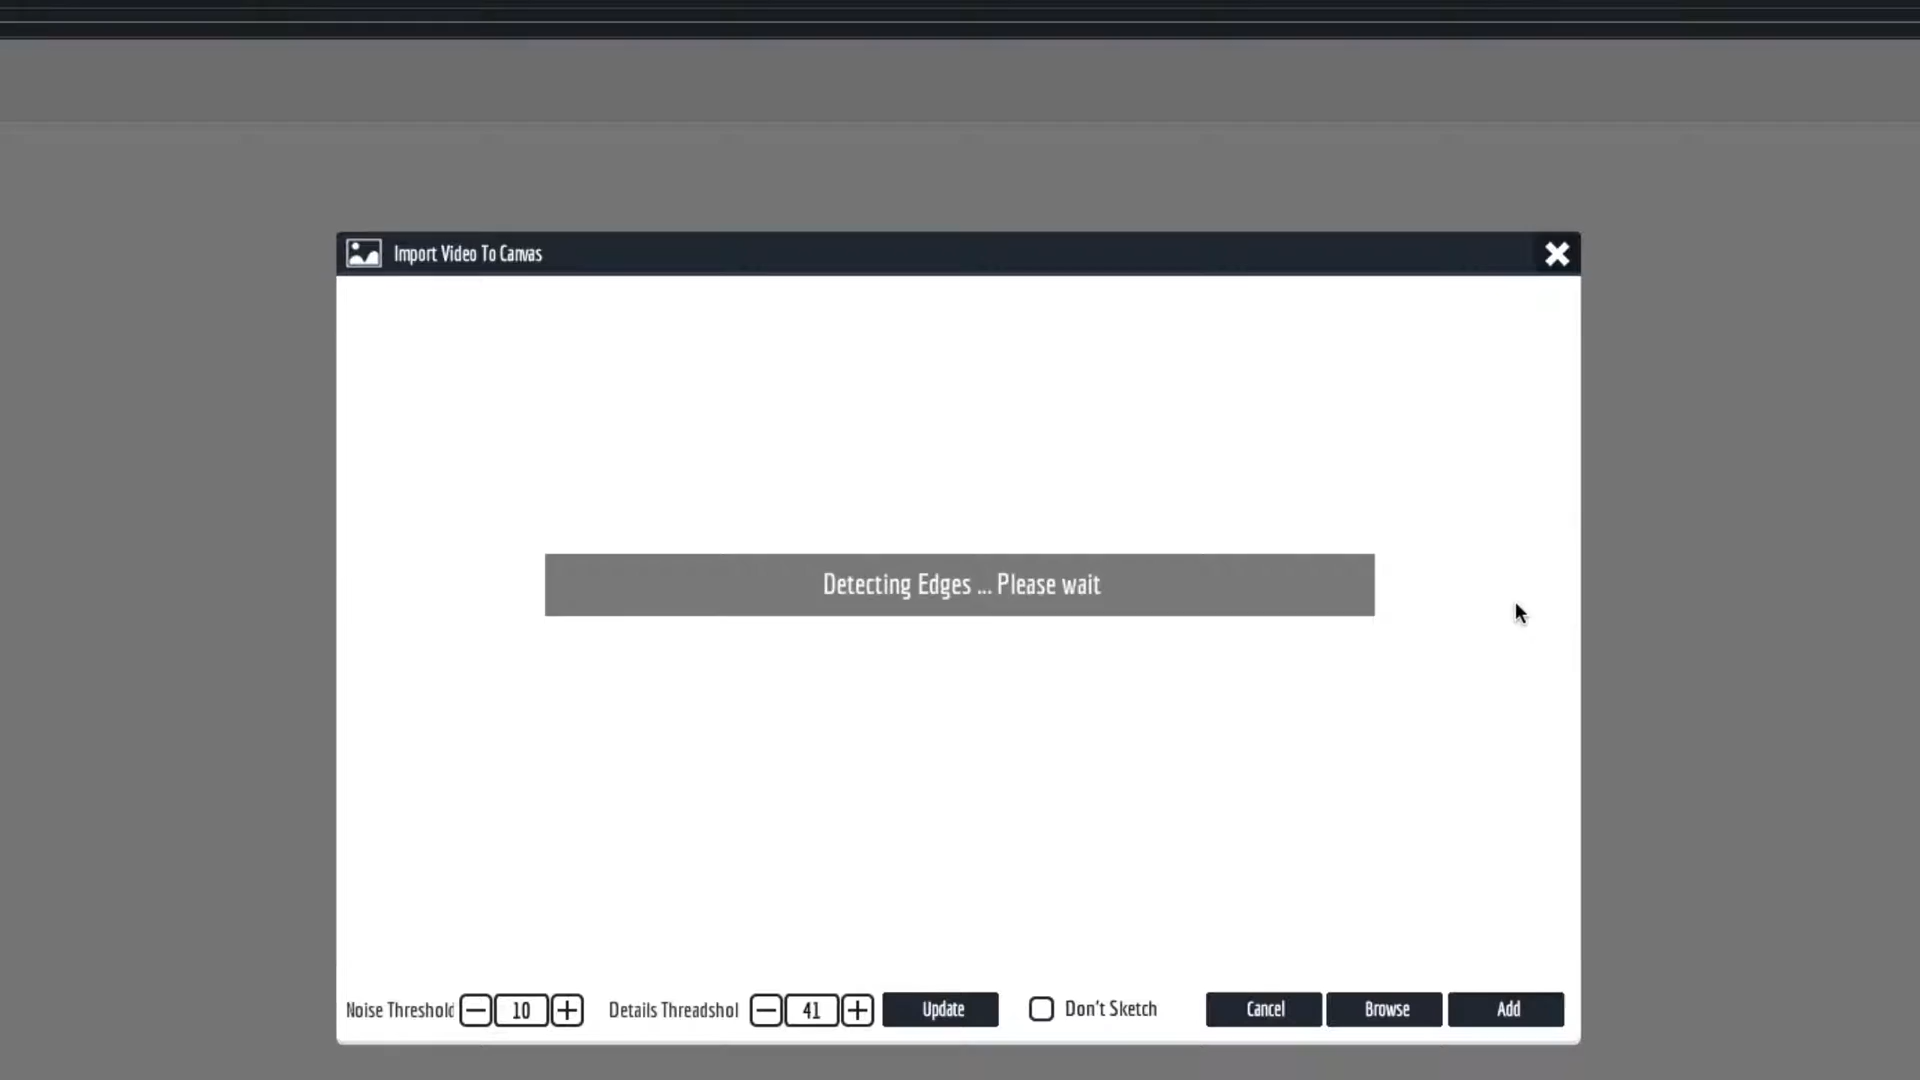 Import Video To Canvas
Detecting Edges ... Please wait
Noise Threshold 10 Details Threadshol 41 Update Don't Sketch Cancel Browse Add